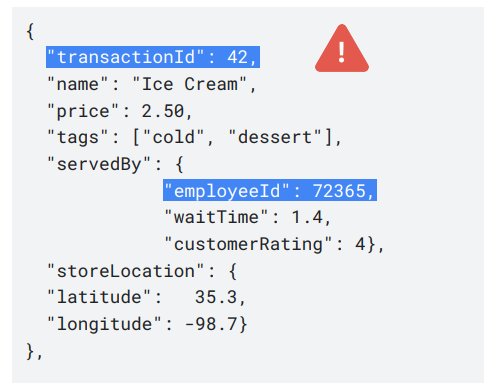 {
"transactionId": 42,
!
"name": "Ice Cream",
"price": 2.50,
"tags": ["cold", "dessert"],
"servedBy": {
"employeeId": 72365,
"waitTime": 1.4,
"customerRating": 4},
"storeLocation": {
"latitude":   35.3,
"longitude": -98.7}
},